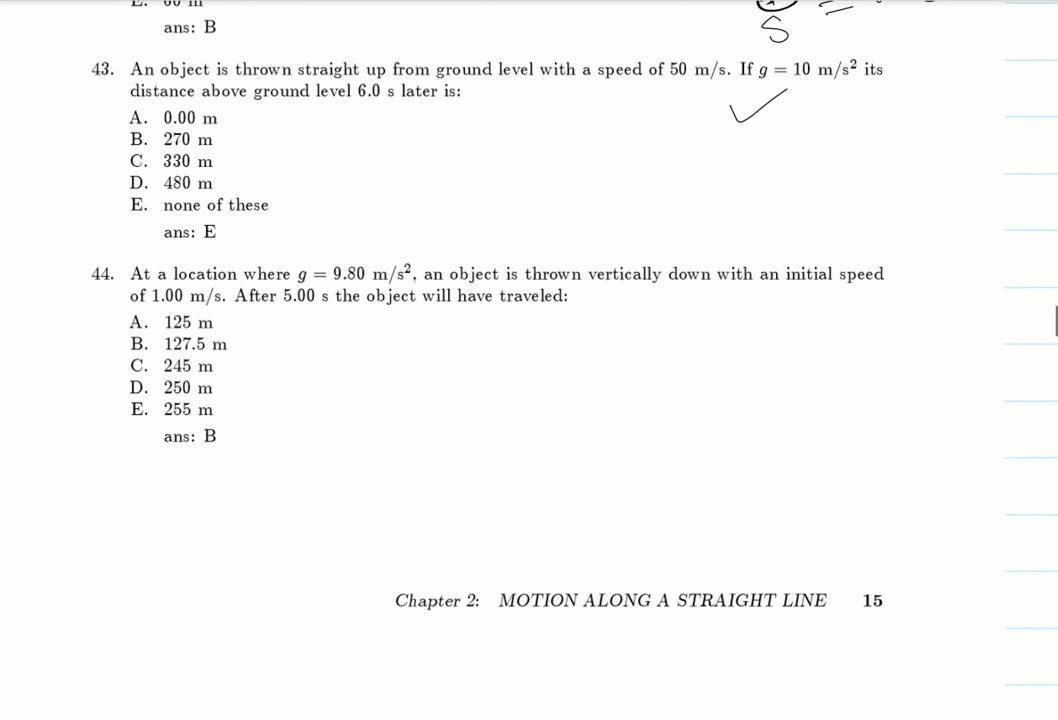 ans: B
S
43. An object is thrown straight up from ground level with a speed of 50 m/s. If g = 10 m/s² its
distance above ground level 6.0 s later is:
A. 0.00 m
B. 270 m
C. 330 m
D. 480 m
E. none of these
ans: E
44. At a location where g = 9.80 m/s², an object is thrown vertically down with an initial speed
of 1.00 m/s. After 5.00 s the object will have traveled:
A. 125 m
B. 127.5 m
C. 245 m
D. 250 m
E. 255 m
ans: B
Chapter 2: MOTION ALONG A STRAIGHT LINE 15